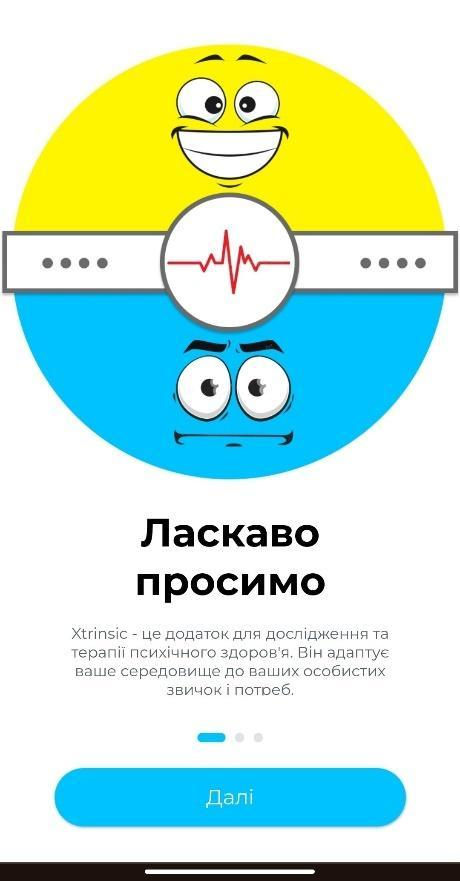 Ласкаво
просимо
Xtrinsic - це додаток для дослідження та
терапії психічного здоров'я. Він адаптує
ваше середовище до ваших особистих
звичок і потреб.
Далі